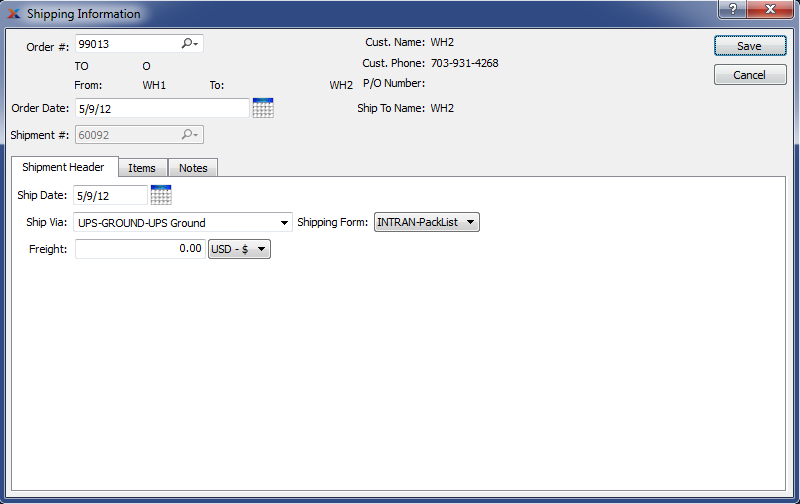 Shipping Information
Order #: 99013
TO O
From: WH1 To: WH2
Order Date: 5/9/12
Shipment #: 60092
Cust. Name: WH2
Cust. Phone: 703-931-4268
P/O Number:
Ship To Name: WH2
Save
Cancel
Shipment Header Items Notes
Ship Date: 5/9/12
Ship Via: UPS-GROUND-UPS Ground Shipping Form: INTRAN-PackList
Freight: 0.00 USD - $